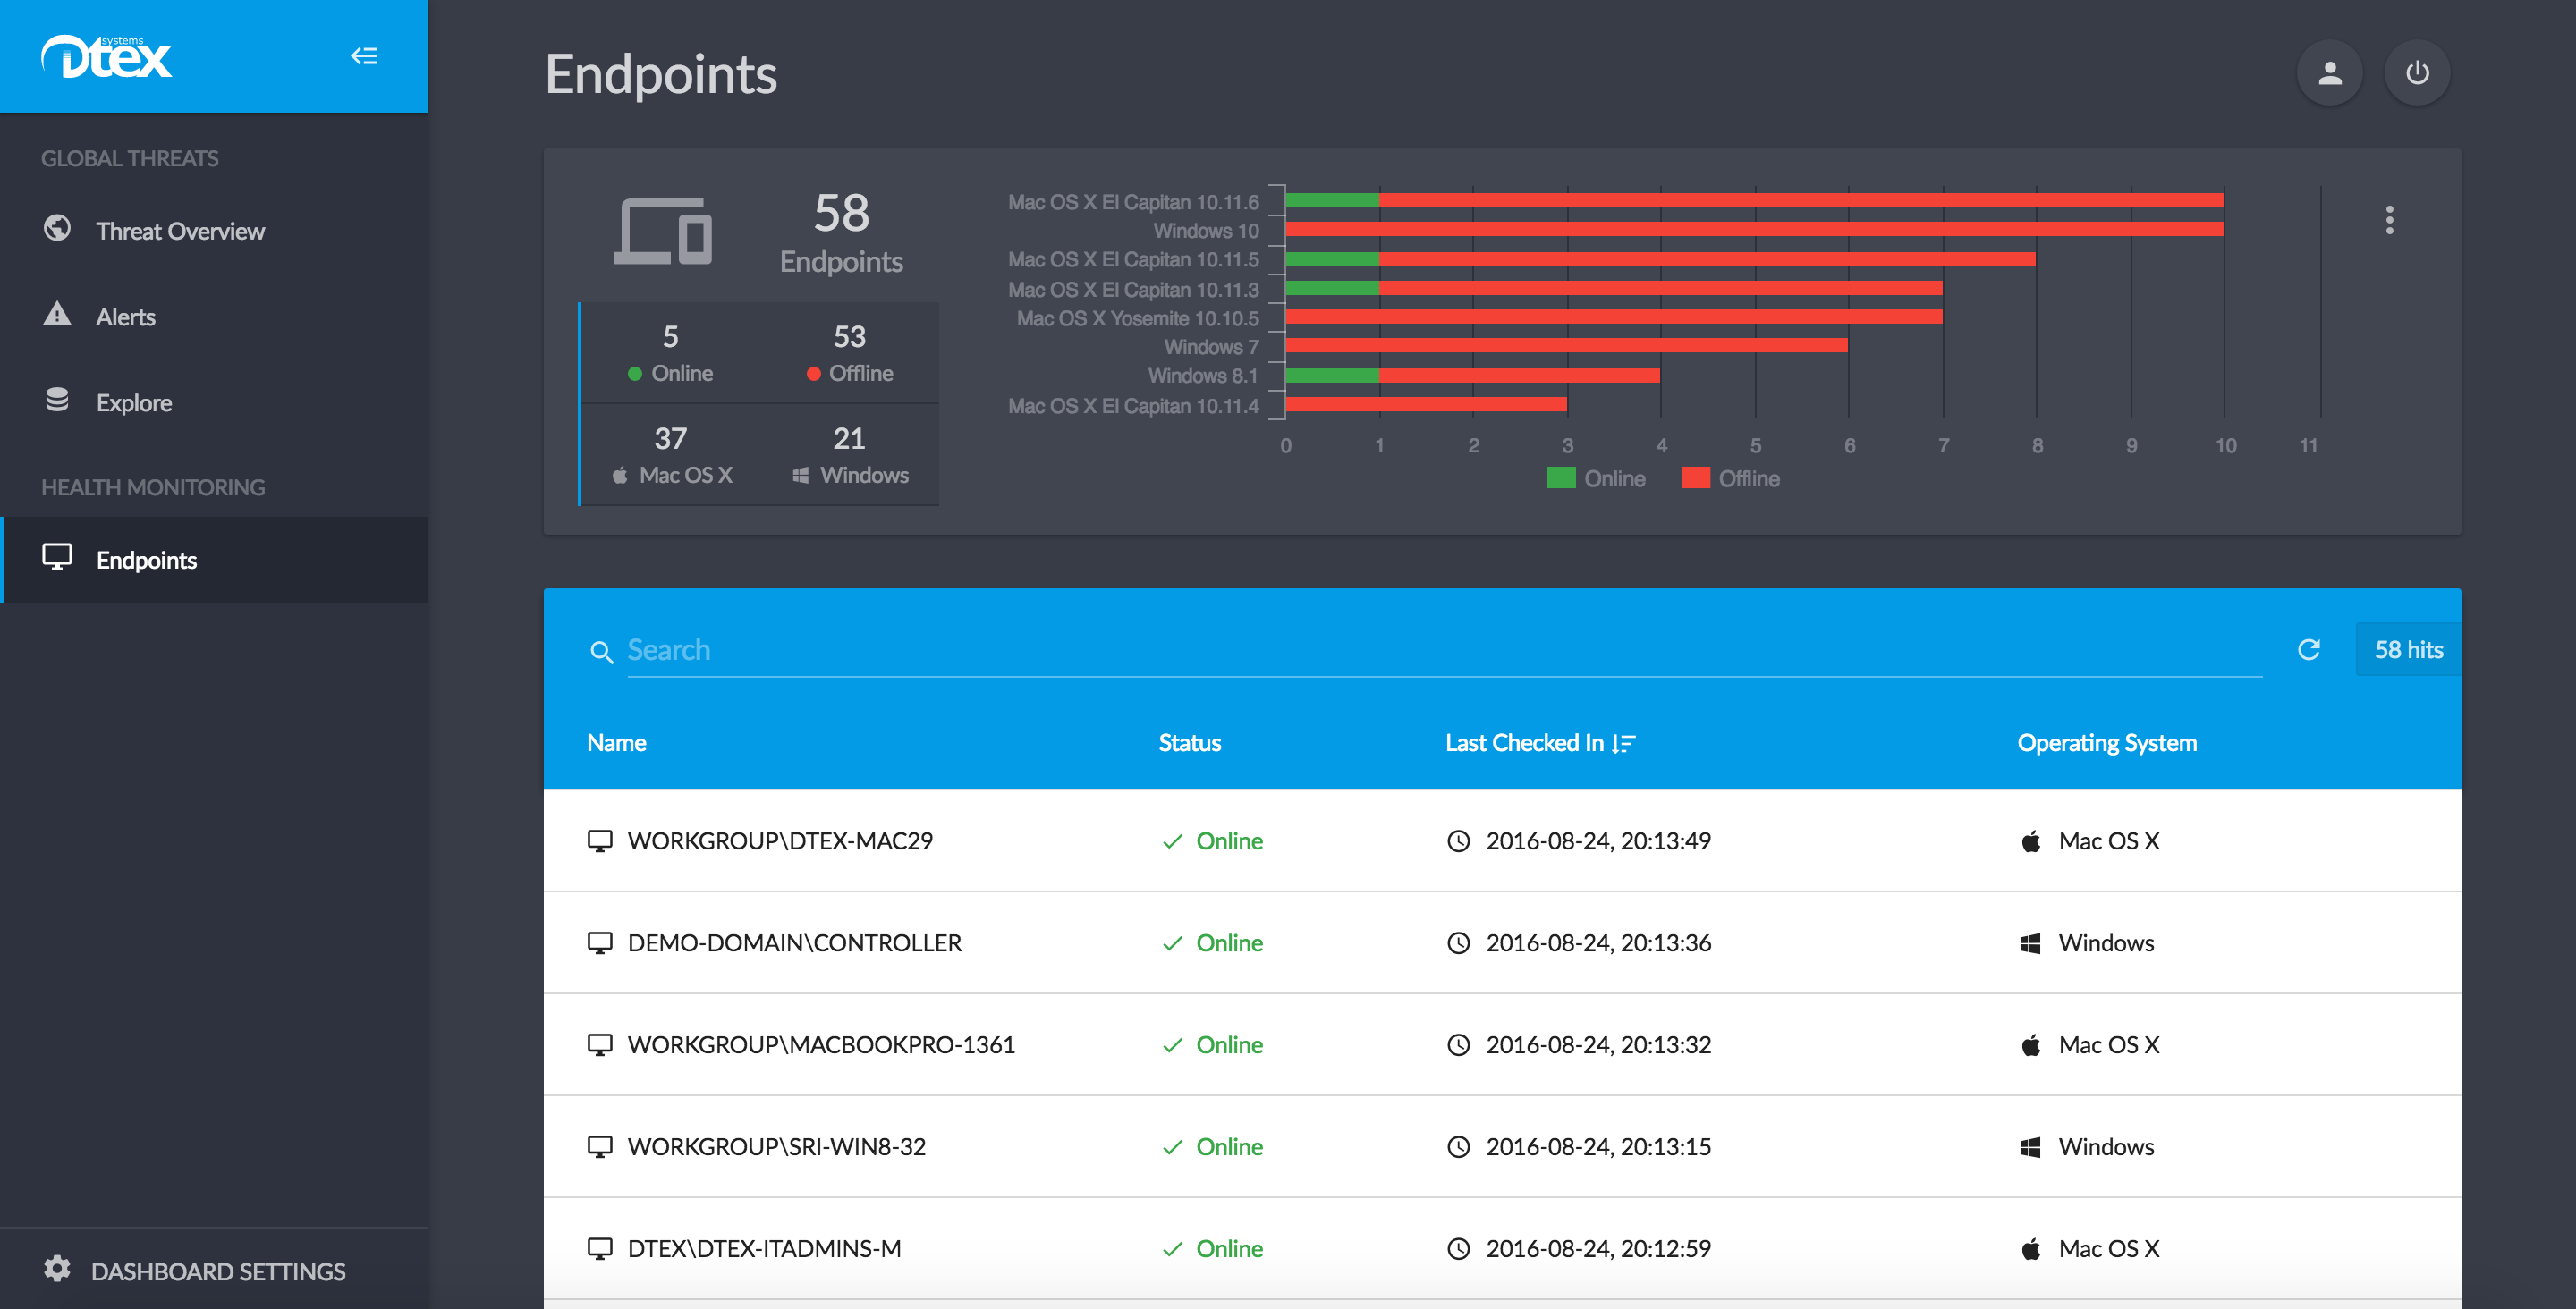 Dtex systems
GLOBAL THREATS
Threat Overview
Alerts
Explore
HEALTH MONITORING
Endpoints
DASHBOARD SETTINGS
Endpoints
58
Endpoints
5 53
Online Offline
37 21
Mac OS X Windows
Mac OS X El Capitan 10.11.6
Windows 10
Mac OS X El Capitan 10.11.5
Mac OS X El Capitan 10.11.3
Mac OS X Yosemite 10.10.5
Windows 7
Windows 8.1
Mac OS X El Capitan 10.11.4
0 1 2 3 4 5 6 7 8 9 10 11
Online Offline
Search 58 hits
Name Status Last Checked In Operating System
WORKGROUP\DTEX-MAC29 Online 2016-08-24, 20:13:49 Mac OS X
DEMO-DOMAIN\CONTROLLER Online 2016-08-24, 20:13:36 Windows
WORKGROUP\MACBOOKPRO-1361 Online 2016-08-24, 20:13:32 Mac OS X
WORKGROUP\SRI-WIN8-32 Online 2016-08-24, 20:13:15 Windows
DTEX\DTEX-ITADMINS-M Online 2016-08-24, 20:12:59 Mac OS X